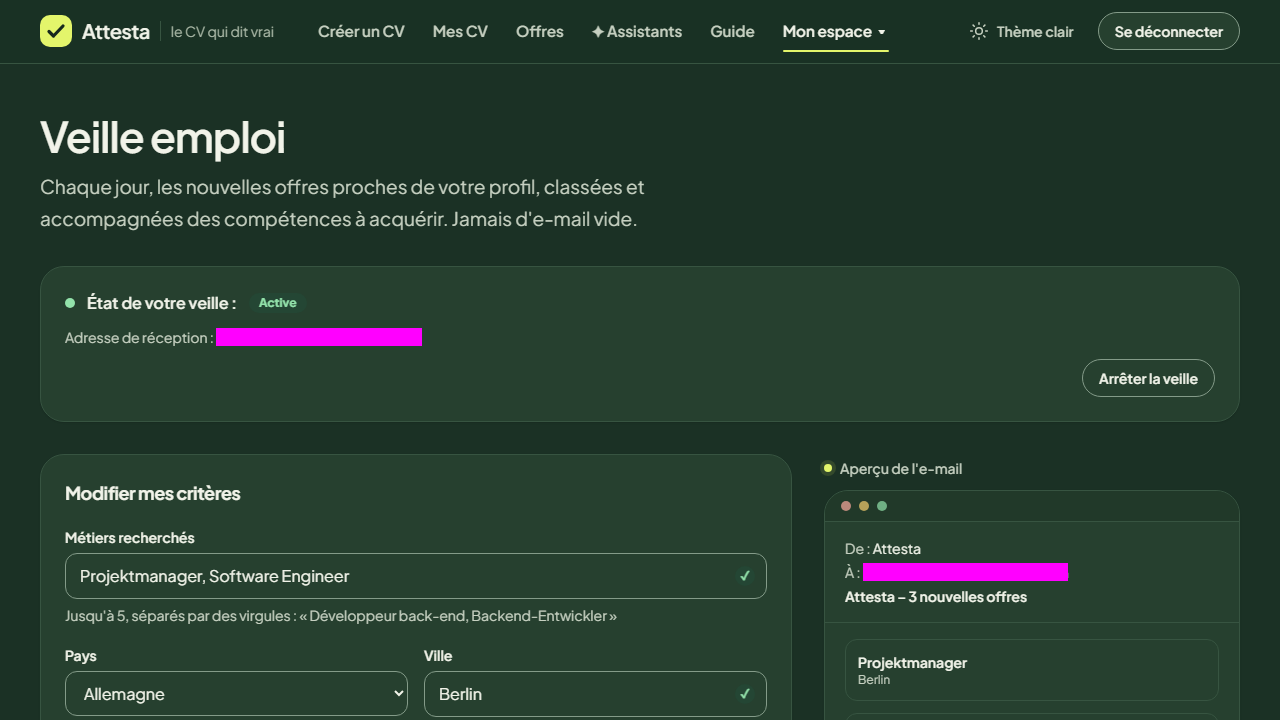 Attesta
le CV qui dit vrai
Créer un CV
Mes CV
Offres
Assistants
Guide
Mon espace
Thème clair
Se déconnecter
Veille emploi
Chaque jour, les nouvelles offres proches de votre profil, classées et
accompagnées des compétences à acquérir. Jamais d'e-mail vide.
État de votre veille : Active
Adresse de réception :
Arrêter la veille
Modifier mes critères
Métiers recherchés
Projektmanager, Software Engineer
Jusqu'à 5, séparés par des virgules : « Développeur back-end, Backend-Entwickler »
Pays
Allemagne
Ville
Berlin
Aperçu de l'e-mail
De : Attesta
À :
Attesta – 3 nouvelles offres
Projektmanager
Berlin